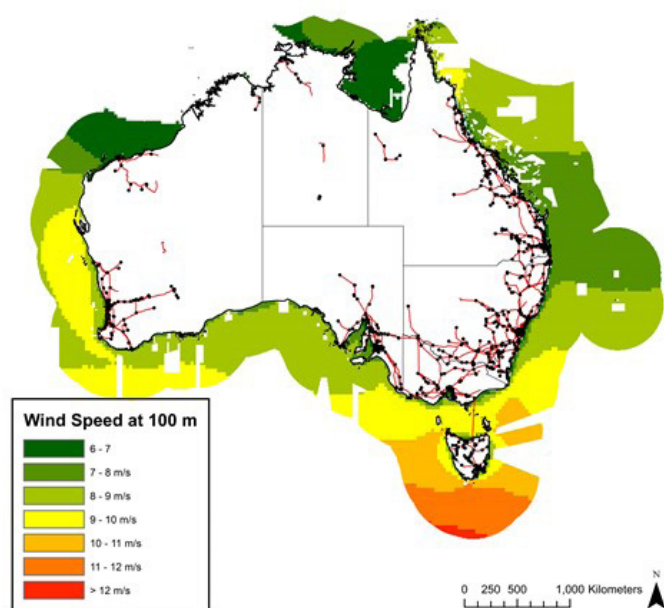 Wind Speed at 100 m
6 - 7
7 - 8 m/s
8 - 9 m/s
9 - 10 m/s
10 - 11 m/s
11 - 12 m/s
> 12 m/s
N
0 250 500 1,000 Kilometers